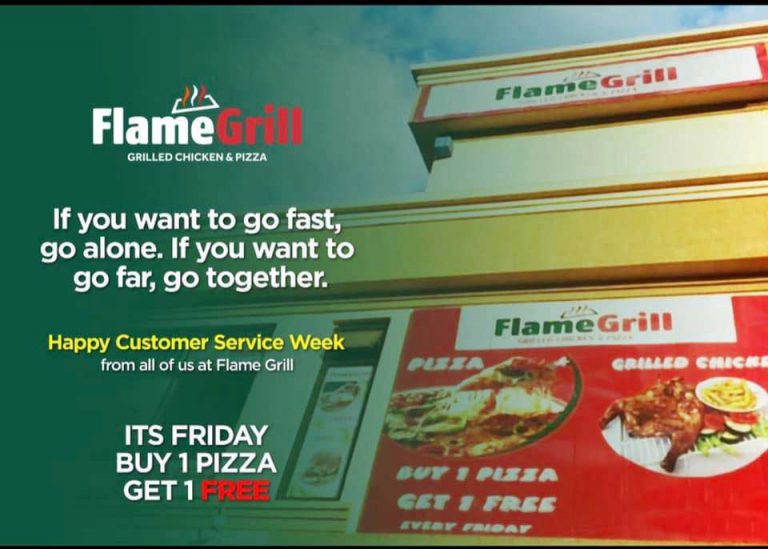 FlameGrill
GRILLED CHICKEN & PIZZA
If you want to go fast,
go alone. If you want to
go far, go together.
Happy Customer Service Week
from all of us at Flame Grill
ITS FRIDAY
BUY 1 PIZZA
GET 1 FREE
FlameGrill
FlameGrill
GRILLED CHICKEN & PIZZA
PIZZA
GRILLED CHICKE
BUY 1 PIZZA
GET 1 FREE
EVERY FRIDAY